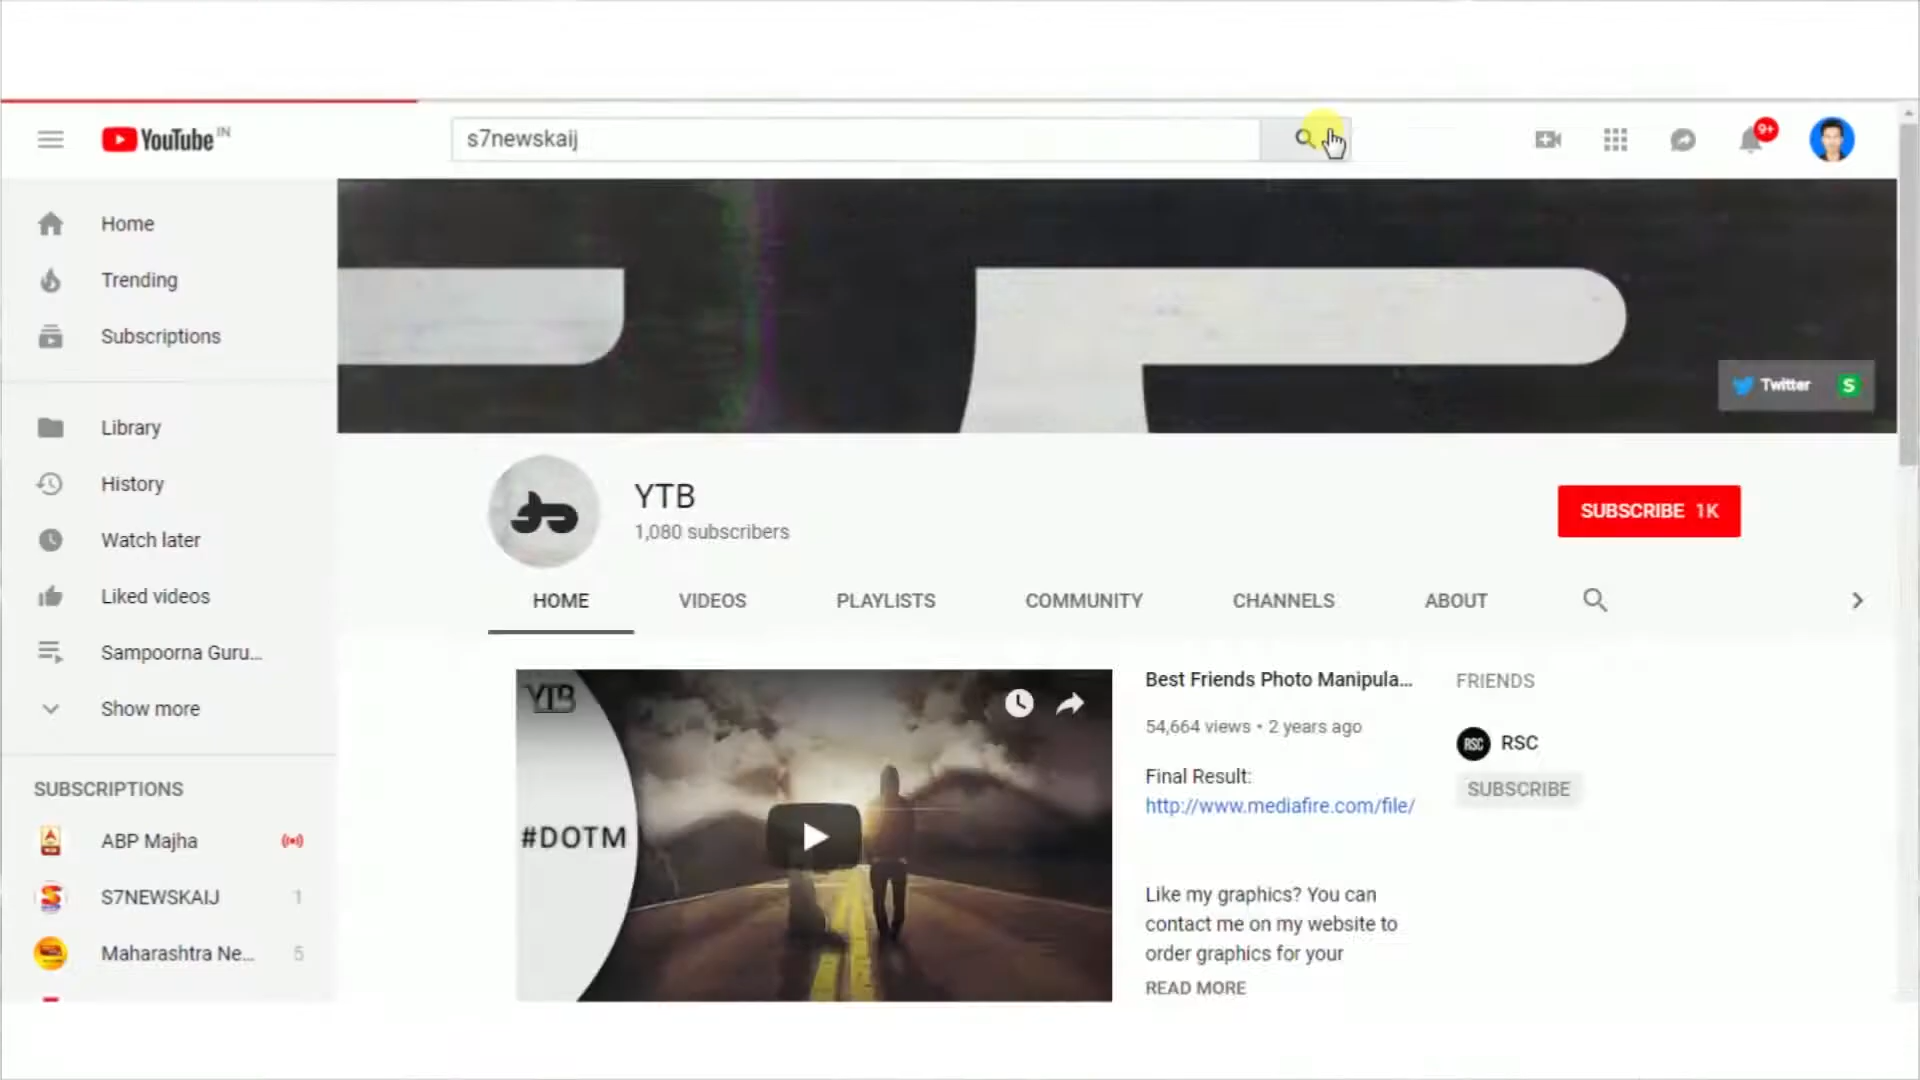 YouTube IN
s7newskaij
9+
Home
Trending
Subscriptions
Library
History
Watch later
Liked videos
Sampoorna Guru...
Show more
SUBSCRIPTIONS
ABP Majha
S7NEWSKAIJ 1
Maharashtra Ne... 5
Twitter S
YTB
1,080 subscribers
SUBSCRIBE 1K
HOME VIDEOS PLAYLISTS COMMUNITY CHANNELS ABOUT
YTB
#DOTM
Best Friends Photo Manipula...
54,664 views • 2 years ago
Final Result:
http://www.mediafire.com/file/
Like my graphics? You can
contact me on my website to
order graphics for your
READ MORE
FRIENDS
RSC RSC
SUBSCRIBE